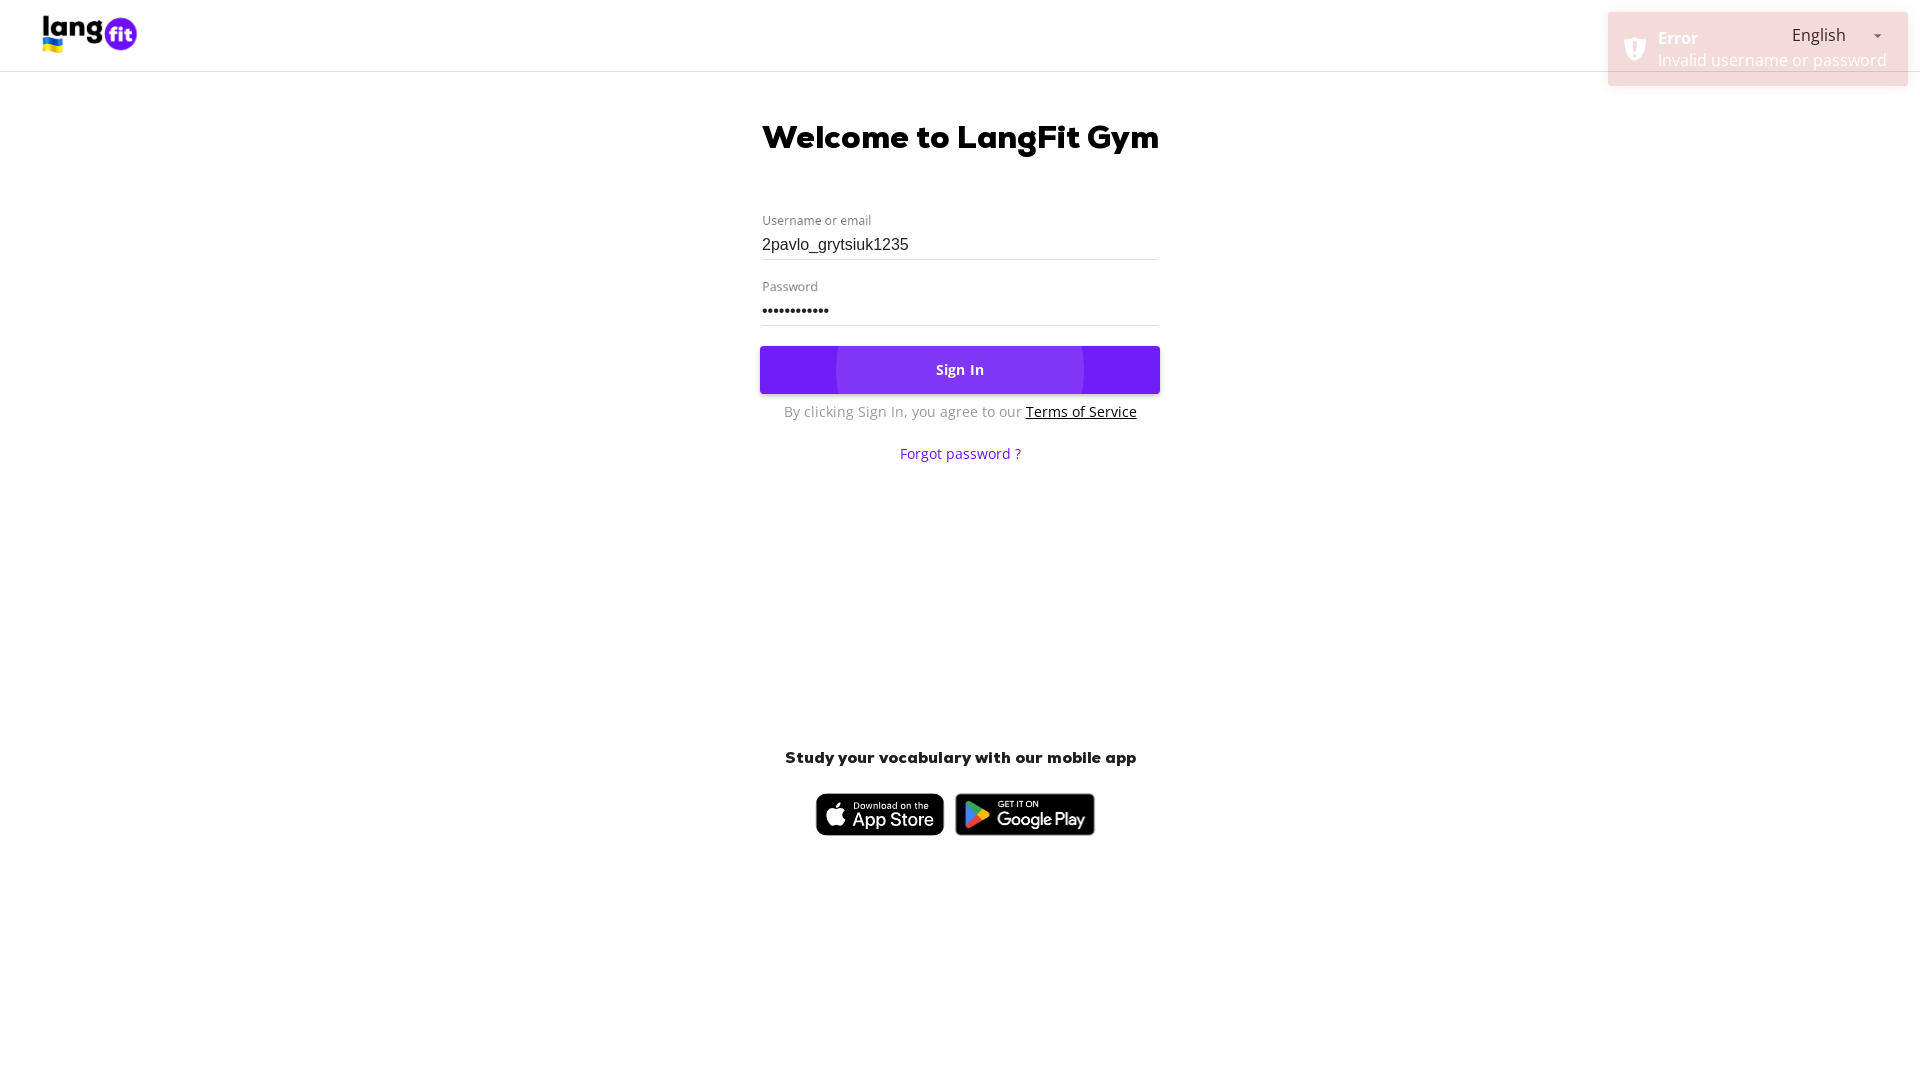 lang fit
English
Error
Invalid username or password
Welcome to LangFit Gym
Username or email
2pavlo_grytsiuk1235
Password
••••••••••••
Sign In
By clicking Sign In, you agree to our Terms of Service
Forgot password ?
Study your vocabulary with our mobile app
Download on the
App Store
GET IT ON
Google Play